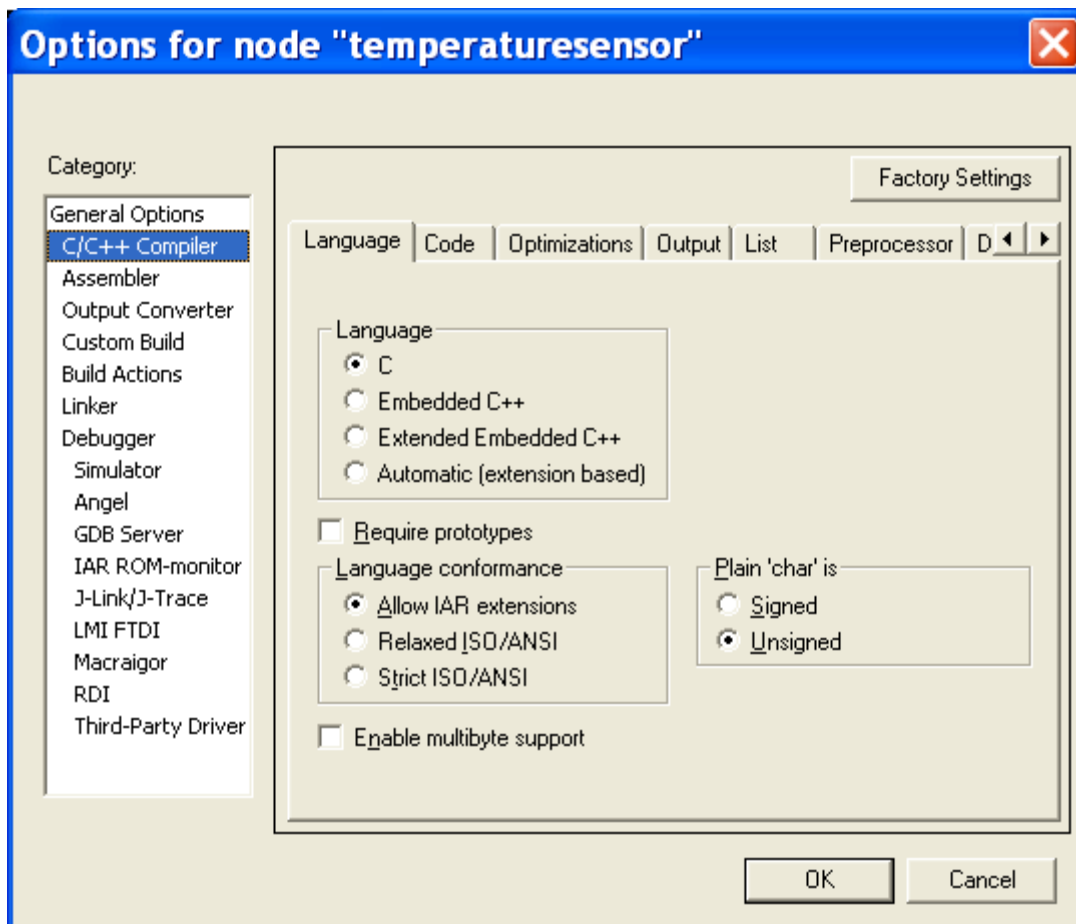 Options for node "temperaturesensor"
Category:
Factory Settings
General Options
C/C++ Compiler
Assembler
Output Converter
Custom Build
Build Actions
Linker
Debugger
Simulator
Angel
GDB Server
IAR ROM-monitor
J-Link/J-Trace
LMI FTDI
Macraigor
RDI
Third-Party Driver
Language Code Optimizations Output List Preprocessor D
Language
C
Embedded C++
Extended Embedded C++
Automatic (extension based)
Require prototypes
Language conformance
Allow IAR extensions
Relaxed ISO/ANSI
Strict ISO/ANSI
Plain 'char' is
Signed
Unsigned
Enable multibyte support
OK Cancel